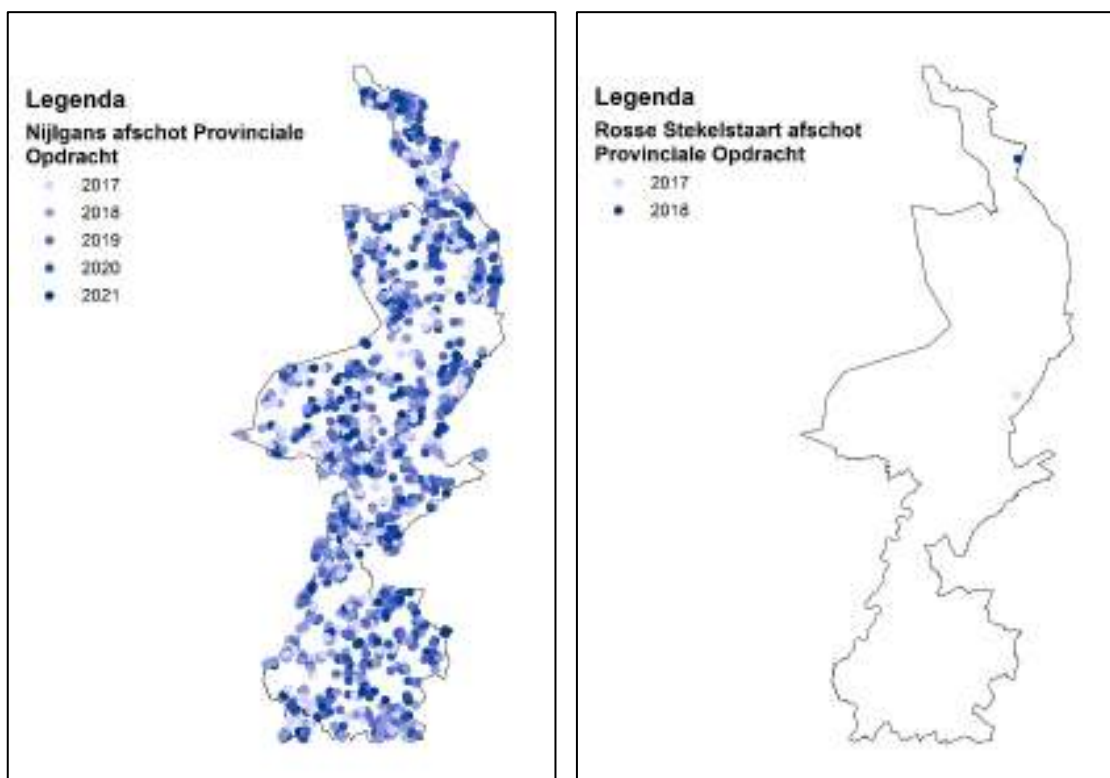 Legenda
Nijlgans afschot Provinciale
Opdracht
2017
2018
2019
2020
2021
Legenda
Rosse Stekelstaart afschot
Provinciale Opdracht
2017
2018